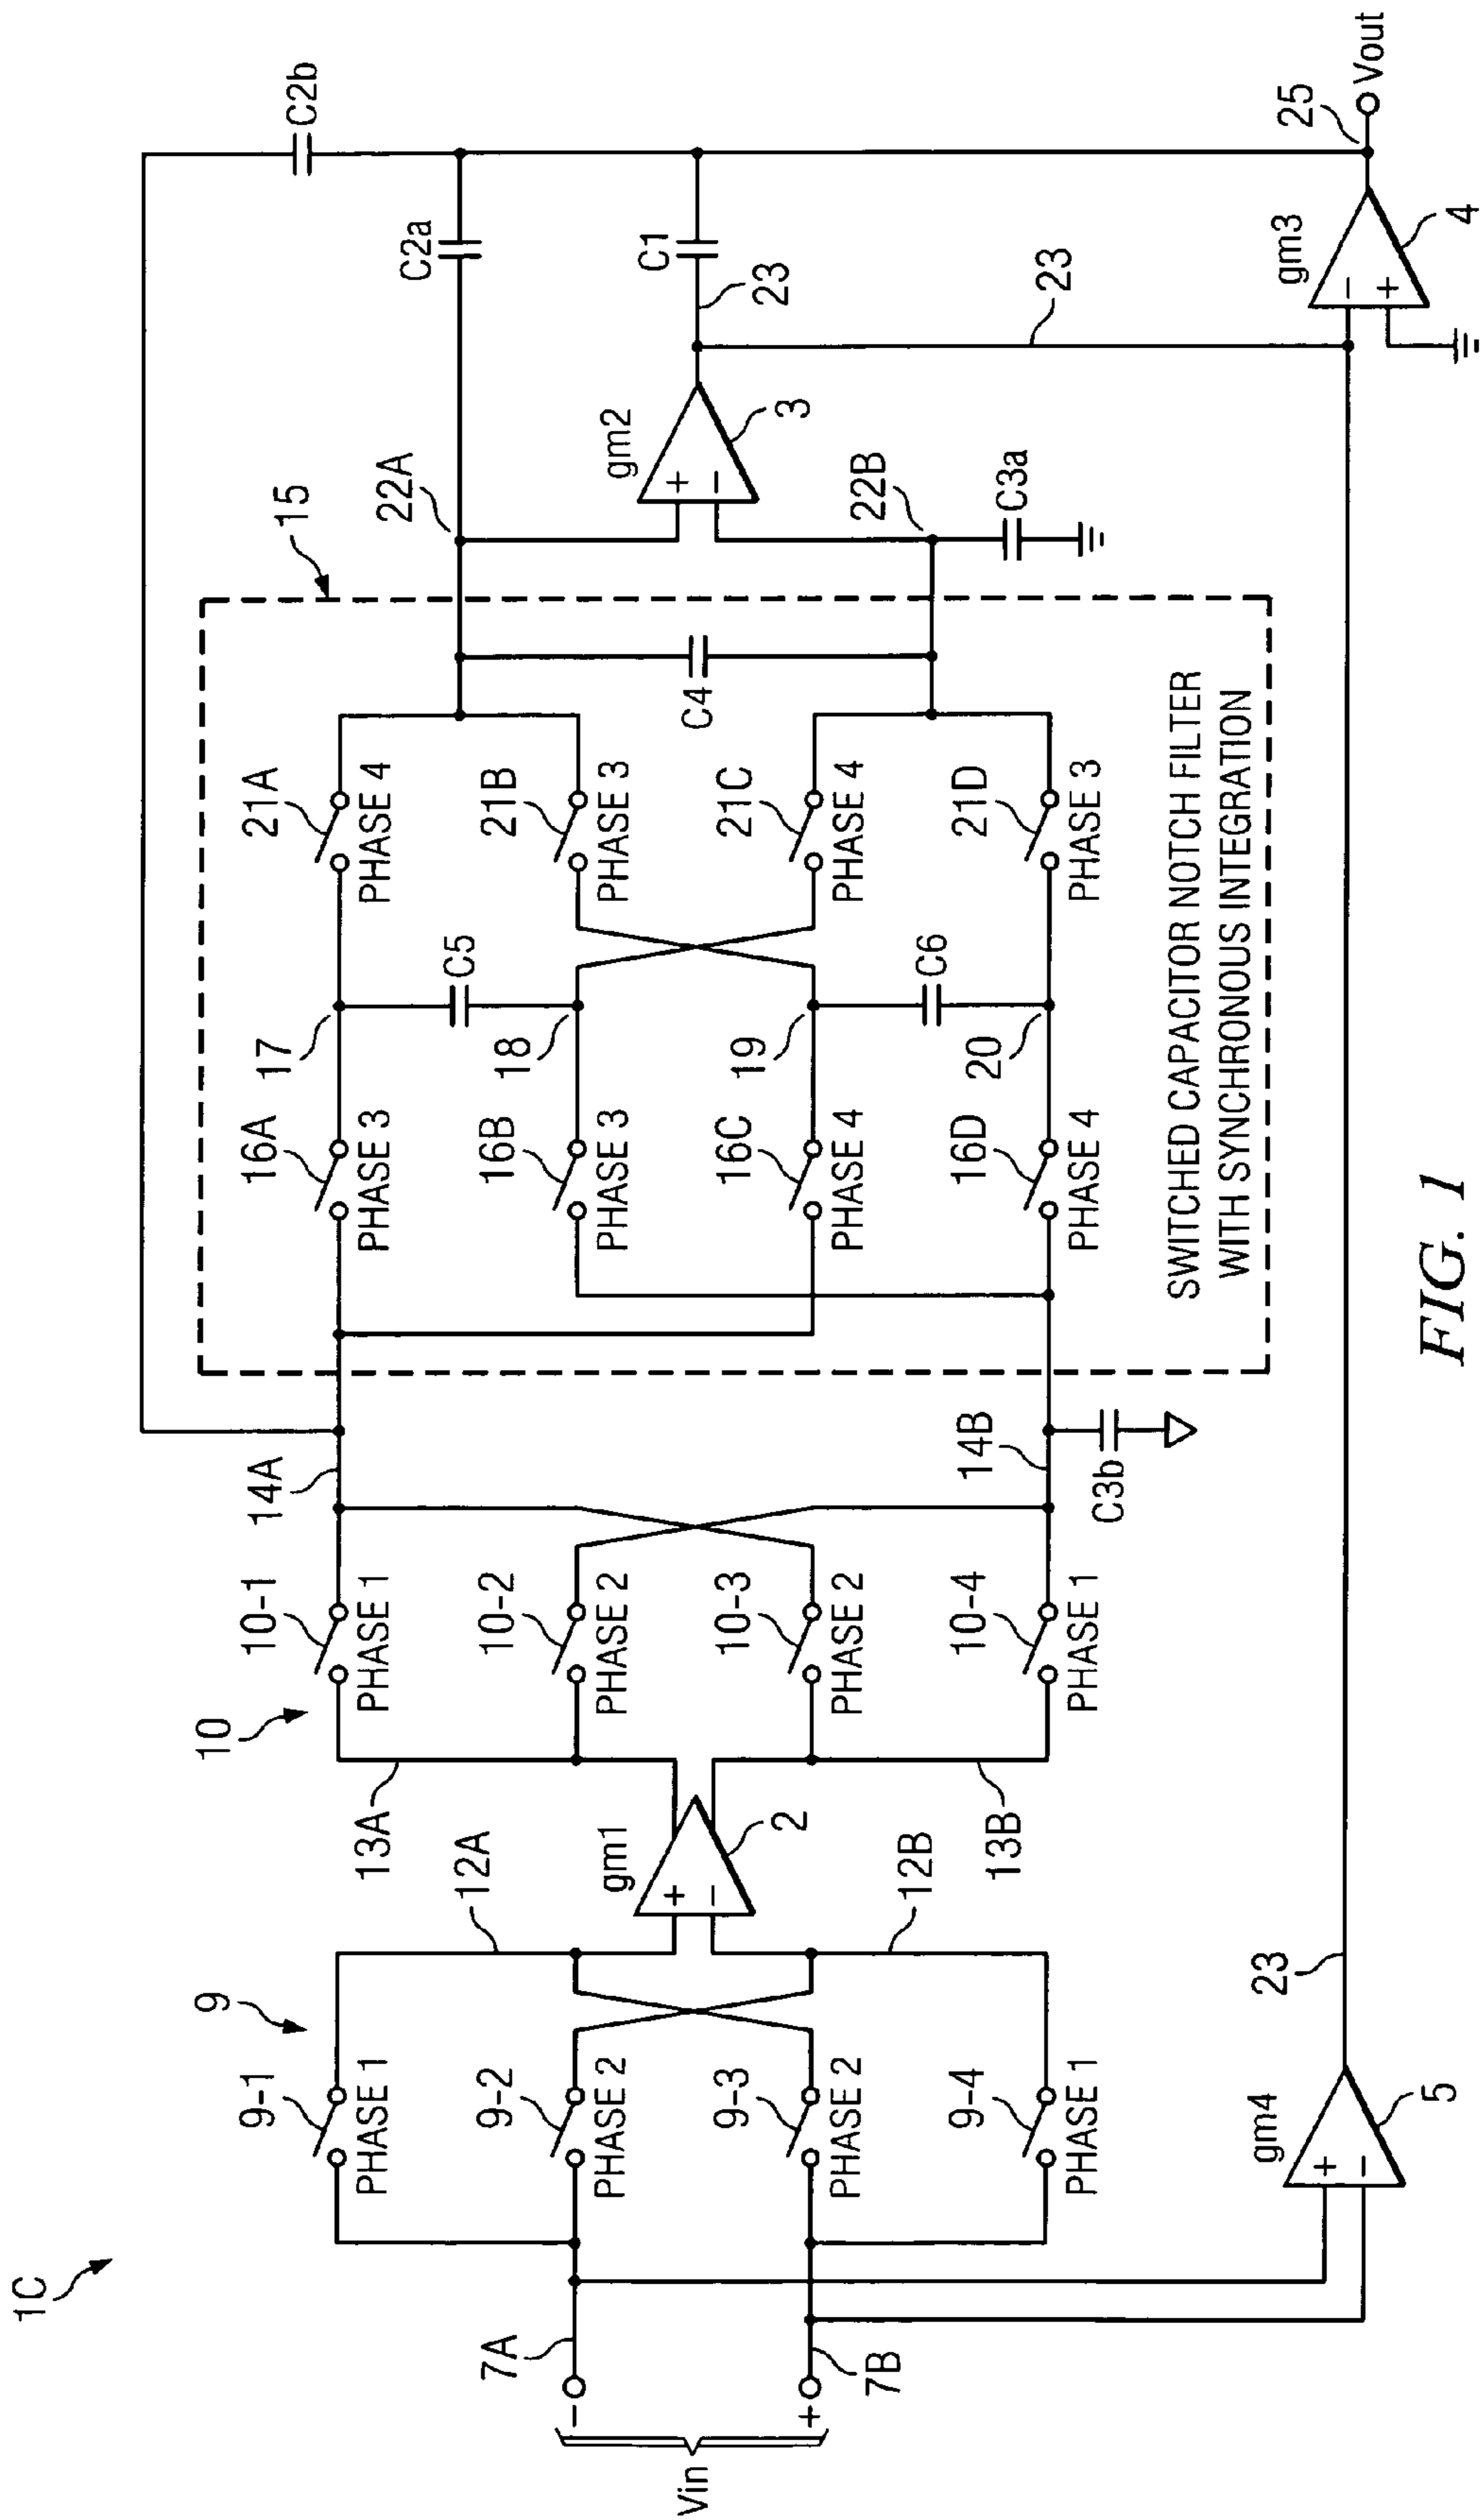 1C
Vin
-
+
7A
7B
9
9-1
PHASE 1
9-2
PHASE 2
9-3
PHASE 2
9-4
PHASE 1
12A
12B
gm1
+
-
2
13A
13B
10
10-1
PHASE 1
10-2
PHASE 2
10-3
PHASE 2
10-4
PHASE 1
14A
14B
C3b
15
16A
PHASE 3
16B
PHASE 3
16C
PHASE 4
16D
PHASE 4
17
C5
18
19
C6
20
21A
PHASE 4
21B
PHASE 3
21C
PHASE 4
21D
PHASE 3
C4
SWITCHED CAPACITOR NOTCH FILTER
WITH SYNCHRONOUS INTEGRATION
22A
22B
C3a
gm2
+
-
3
C2a
C2b
C1
23
23
gm4
+
-
5
23
gm3
-
+
4
25
Vout
FIG. 1